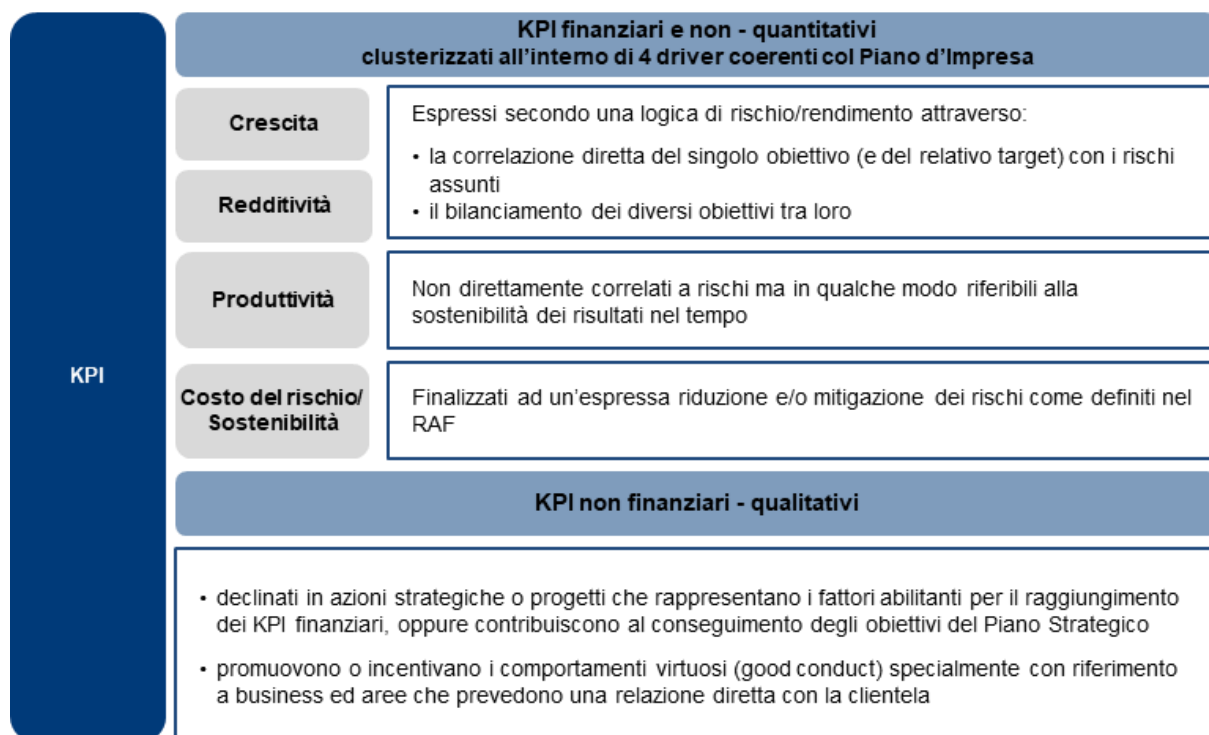 KPI
KPI finanziari e non - quantitativi
clusterizzati all'interno di 4 driver coerenti col Piano d'Impresa
Crescita
Redditività
Espressi secondo una logica di rischio/rendimento attraverso:
• la correlazione diretta del singolo obiettivo (e del relativo target) con i rischi
assunti
• il bilanciamento dei diversi obiettivi tra loro
Produttività
Non direttamente correlati a rischi ma in qualche modo riferibili alla
sostenibilità dei risultati nel tempo
Costo del rischio/
Sostenibilità
Finalizzati ad un'espressa riduzione e/o mitigazione dei rischi come definiti nel
RAF
KPI non finanziari - qualitativi
• declinati in azioni strategiche o progetti che rappresentano i fattori abilitanti per il raggiungimento
dei KPI finanziari, oppure contribuiscono al conseguimento degli obiettivi del Piano Strategico
• promuovono o incentivano i comportamenti virtuosi (good conduct) specialmente con riferimento
a business ed aree che prevedono una relazione diretta con la clientela